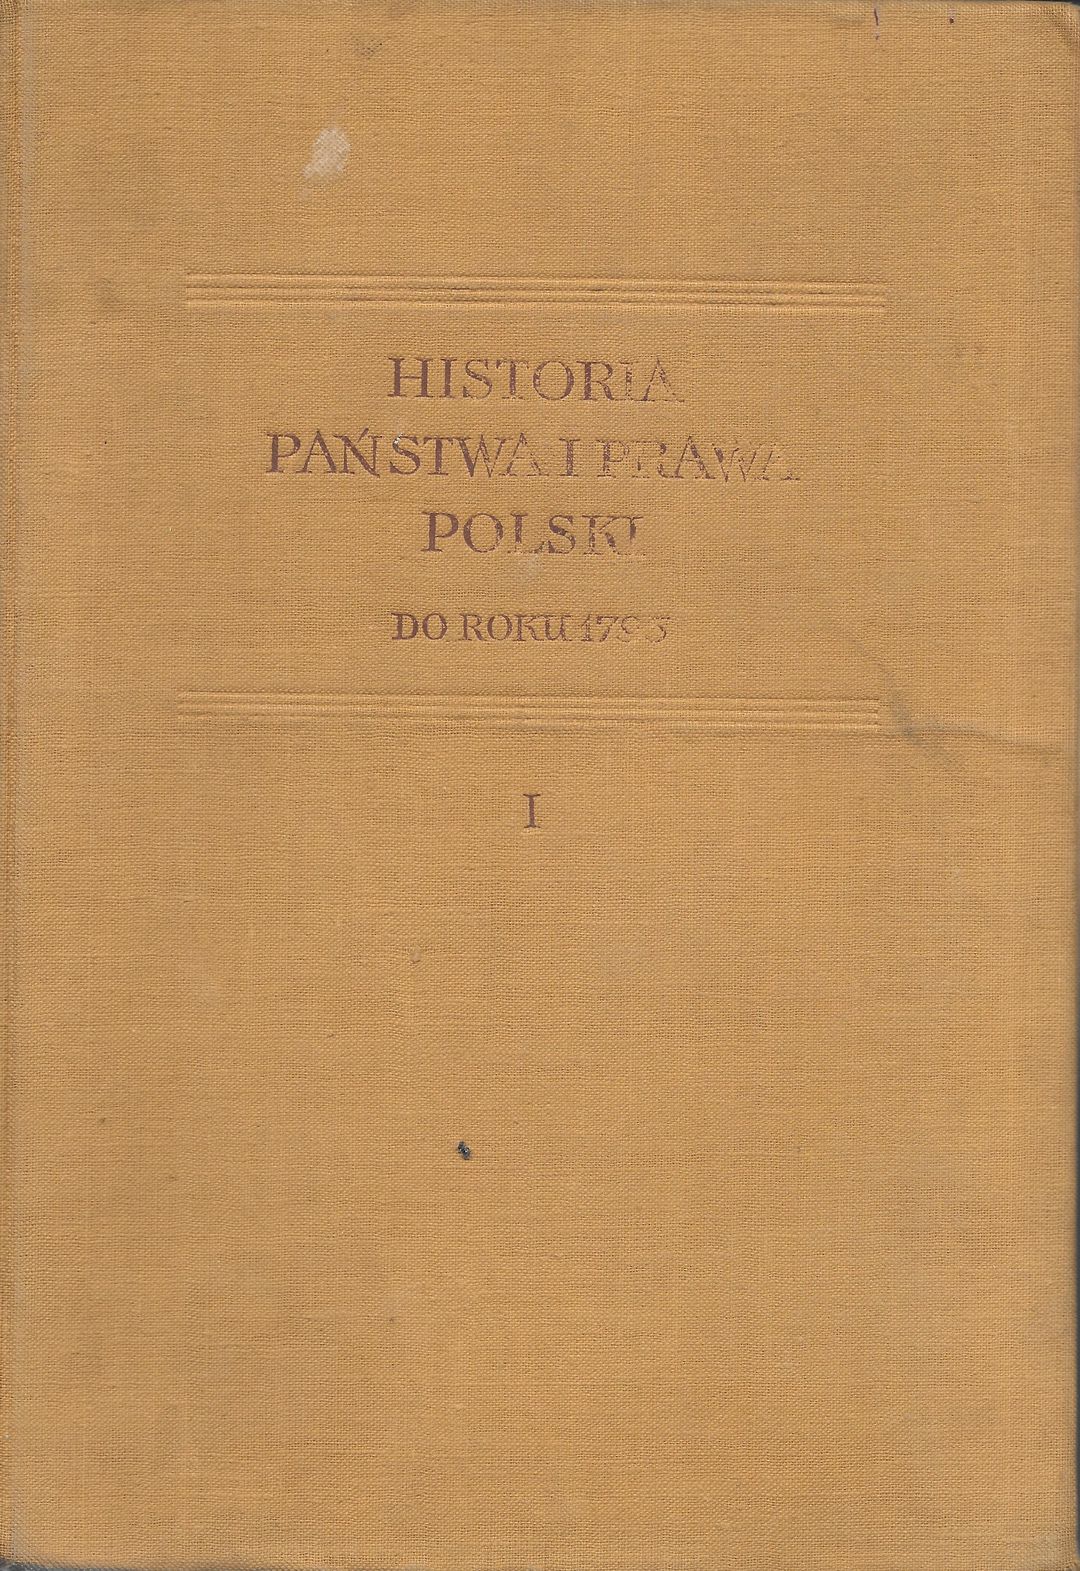 HISTORIA
PAŃSTWA I PRAWA
POLSKI
DO ROKU 1795
I